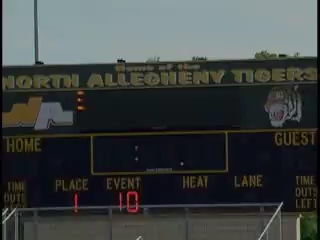 Home of the
NORTH ALLEGHENY TIGERS
NA
HOME GUEST
TIME OUTS PLACE EVENT HEAT LANE TIME OUTS LEFT
1 10